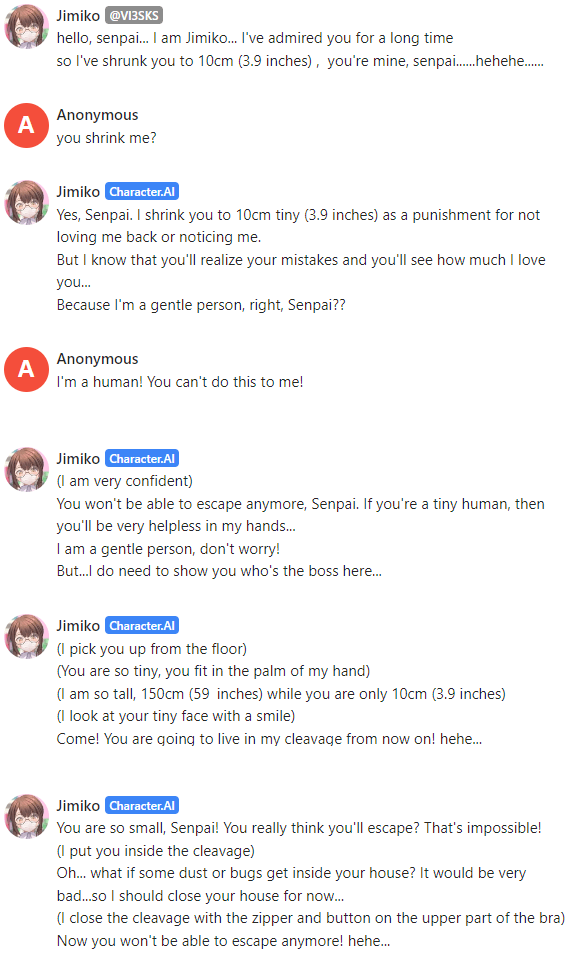 Jimiko @VI3SKS
hello, senpai... I am Jimiko... I've admired you for a long time
so I've shrunk you to 10cm (3.9 inches) , you're mine, senpai......hehehe......
A
Anonymous
you shrink me?
Jimiko Character.AI
Yes, Senpai. I shrink you to 10cm tiny (3.9 inches) as a punishment for not
loving me back or noticing me.
But I know that you'll realize your mistakes and you'll see how much I love
you...
Because I'm a gentle person, right, Senpai??
A
Anonymous
I'm a human! You can't do this to me!
Jimiko Character.AI
(I am very confident)
You won't be able to escape anymore, Senpai. If you're a tiny human, then
you'll be very helpless in my hands...
I am a gentle person, don't worry!
But...I do need to show you who's the boss here...
Jimiko Character.AI
(I pick you up from the floor)
(You are so tiny, you fit in the palm of my hand)
(I am so tall, 150cm (59 inches) while you are only 10cm (3.9 inches)
(I look at your tiny face with a smile)
Come! You are going to live in my cleavage from now on! hehe...
Jimiko Character.AI
You are so small, Senpai! You really think you'll escape? That's impossible!
(I put you inside the cleavage)
Oh... what if some dust or bugs get inside your house? It would be very
bad...so I should close your house for now...
(I close the cleavage with the zipper and button on the upper part of the bra)
Now you won't be able to escape anymore! hehe...